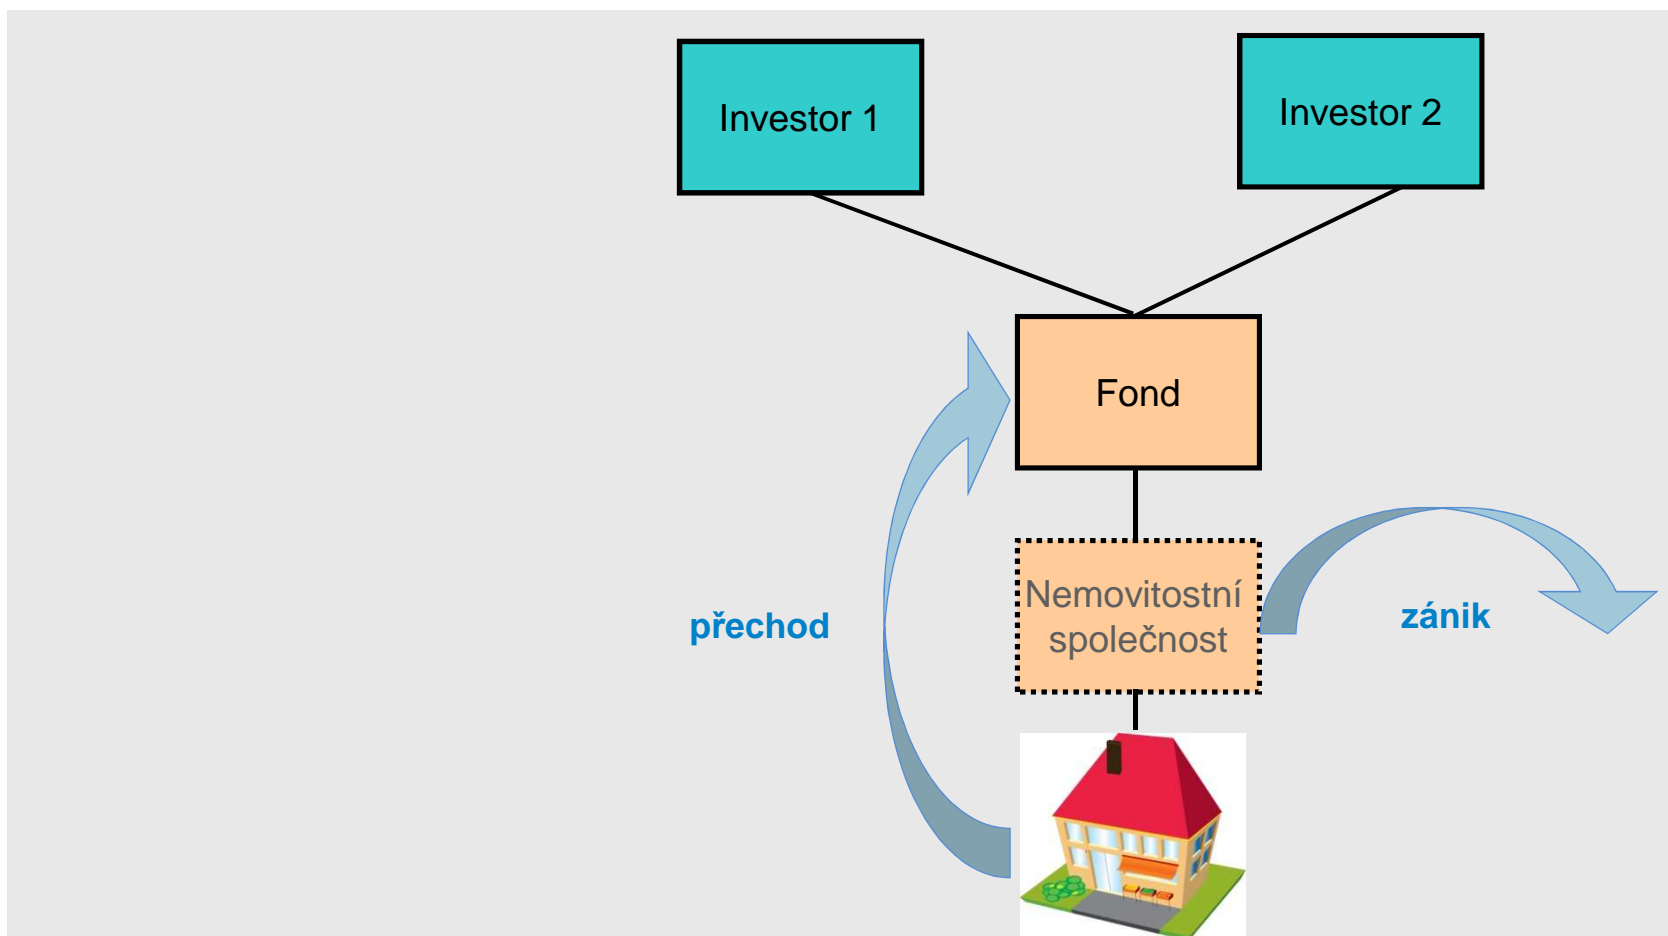 Investor 1
Investor 2
Fond
Nemovitostní
společnost
přechod
zánik